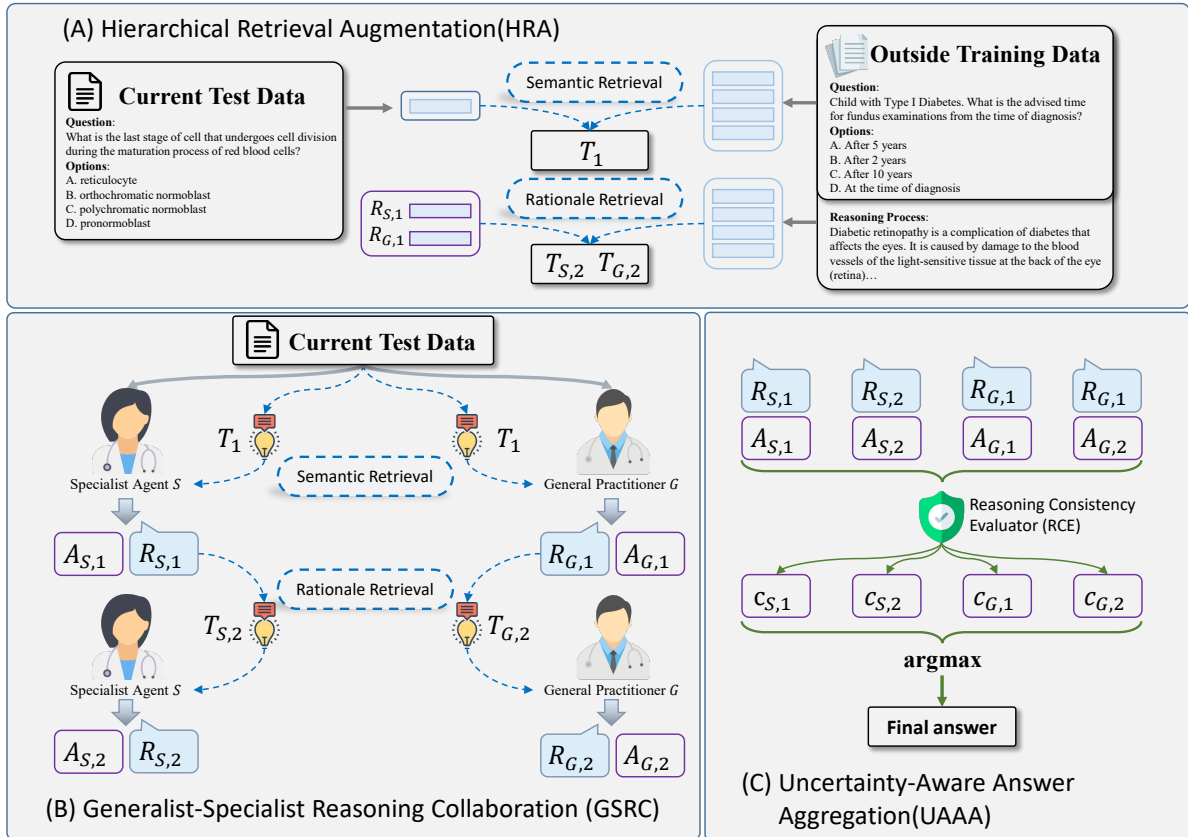 (A) Hierarchical Retrieval Augmentation(HRA)
Current Test Data
Question:
What is the last stage of cell that undergoes cell division
during the maturation process of red blood cells?
Options:
A. reticulocyte
B. orthochromatic normoblast
C. polychromatic normoblast
D. pronormoblast
Semantic Retrieval
T1
Rationale Retrieval
RS,1
RG,1
TS,2 TG,2
Outside Training Data
Question:
Child with Type I Diabetes. What is the advised time
for fundus examinations from the time of diagnosis?
Options:
A. After 5 years
B. After 2 years
C. After 10 years
D. At the time of diagnosis
Reasoning Process:
Diabetic retinopathy is a complication of diabetes that
affects the eyes. It is caused by damage to the blood
vessels of the light-sensitive tissue at the back of the eye
(retina)…
Current Test Data
T1 T1
Semantic Retrieval
Specialist Agent S General Practitioner G
AS,1 RS,1 RG,1 AG,1
Rationale Retrieval
TS,2 TG,2
Specialist Agent S General Practitioner G
AS,2 RS,2 RG,2 AG,2
(B) Generalist-Specialist Reasoning Collaboration (GSRC)
RS,1 RS,2 RG,1 RG,1
AS,1 AS,2 AG,1 AG,2
Reasoning Consistency
Evaluator (RCE)
cS,1 cS,2 cG,1 cG,2
argmax
Final answer
(C) Uncertainty-Aware Answer
Aggregation(UAAA)